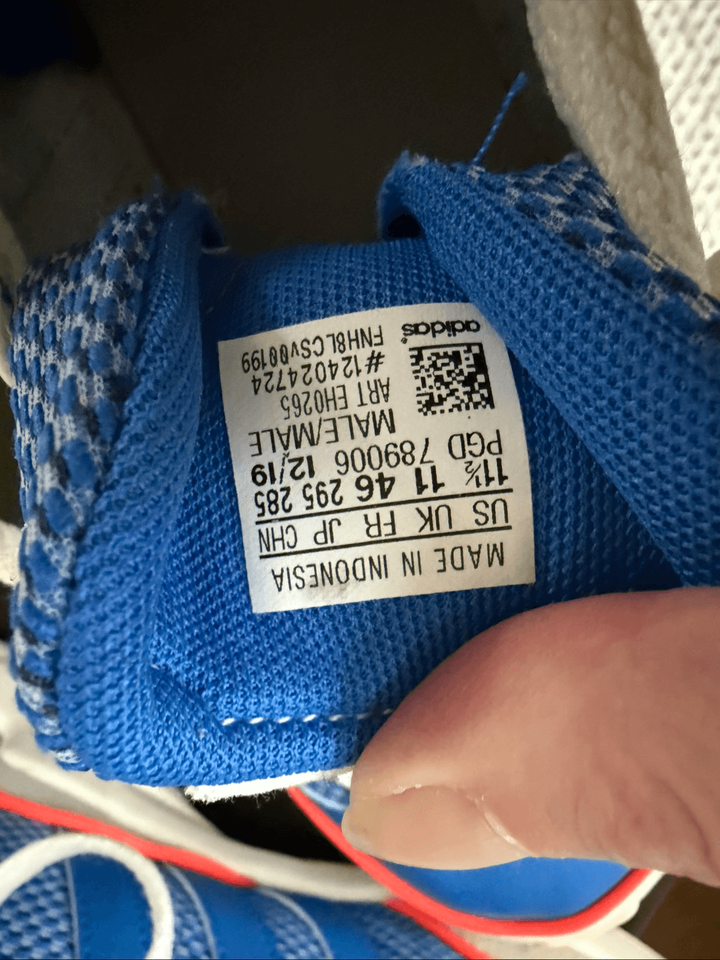 MADE IN INDONESIA
US UK FR JP CHN
11½ 11 46 295 285
PGD 789006 12/19
MALE/MALE
ART EH0265
#124024724
FNH8LCSv00199
adidas®